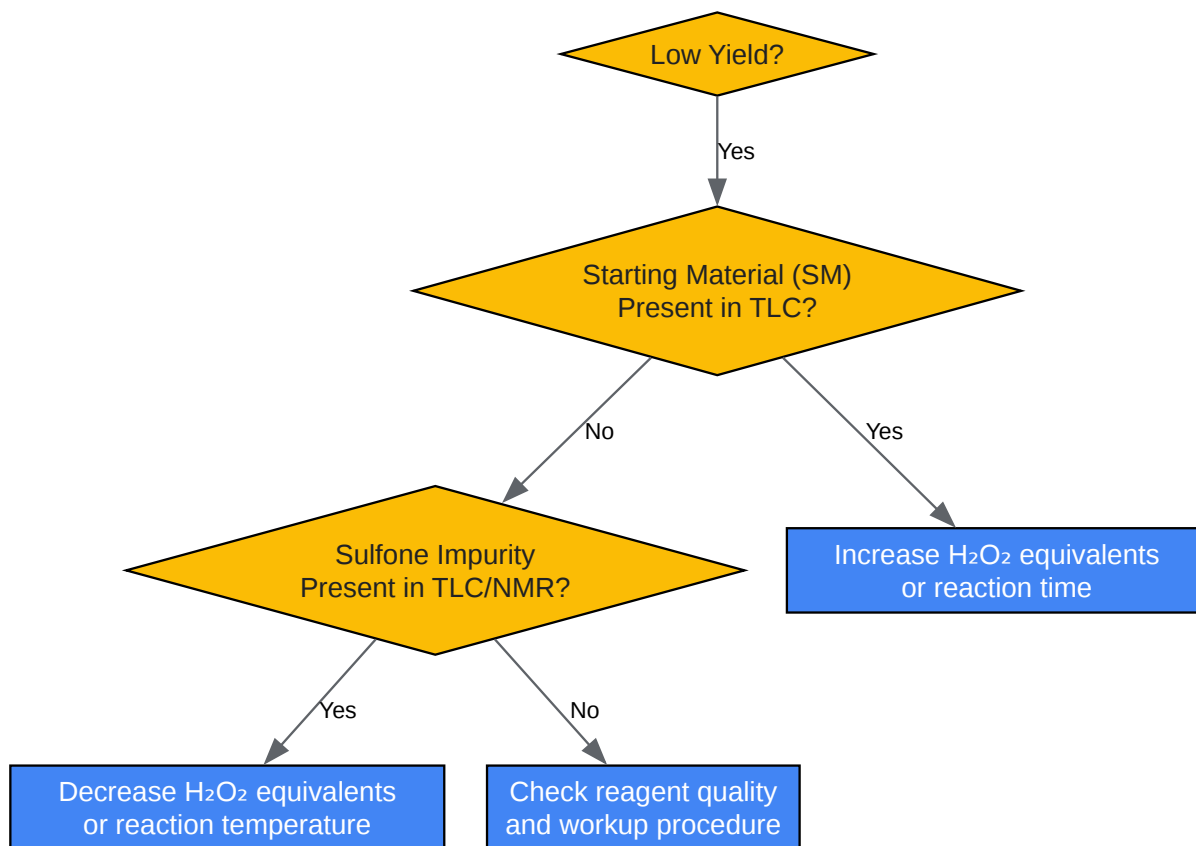 Low Yield?
Yes
Starting Material (SM)
Present in TLC?
No
Yes
Sulfone Impurity
Present in TLC/NMR?
Increase H₂O₂ equivalents
or reaction time
Yes
No
Decrease H₂O₂ equivalents
or reaction temperature
Check reagent quality
and workup procedure